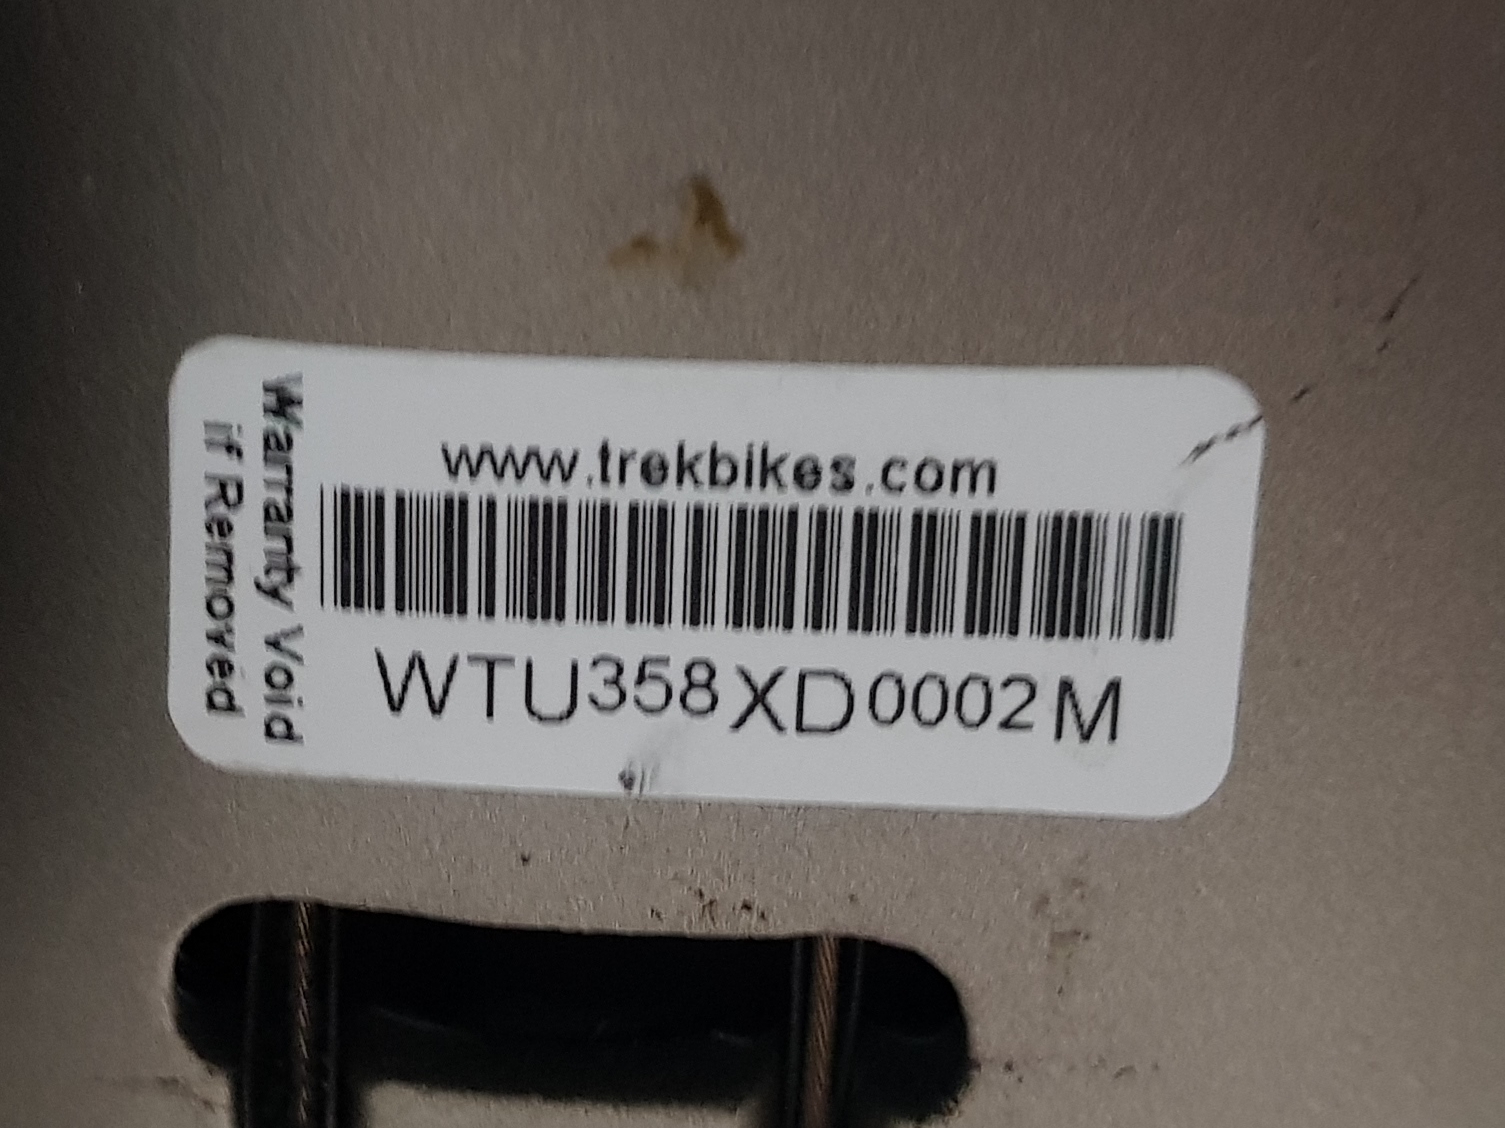 www.trekbikes.com
WTU358XD0002M
Warranty Void
if Removed